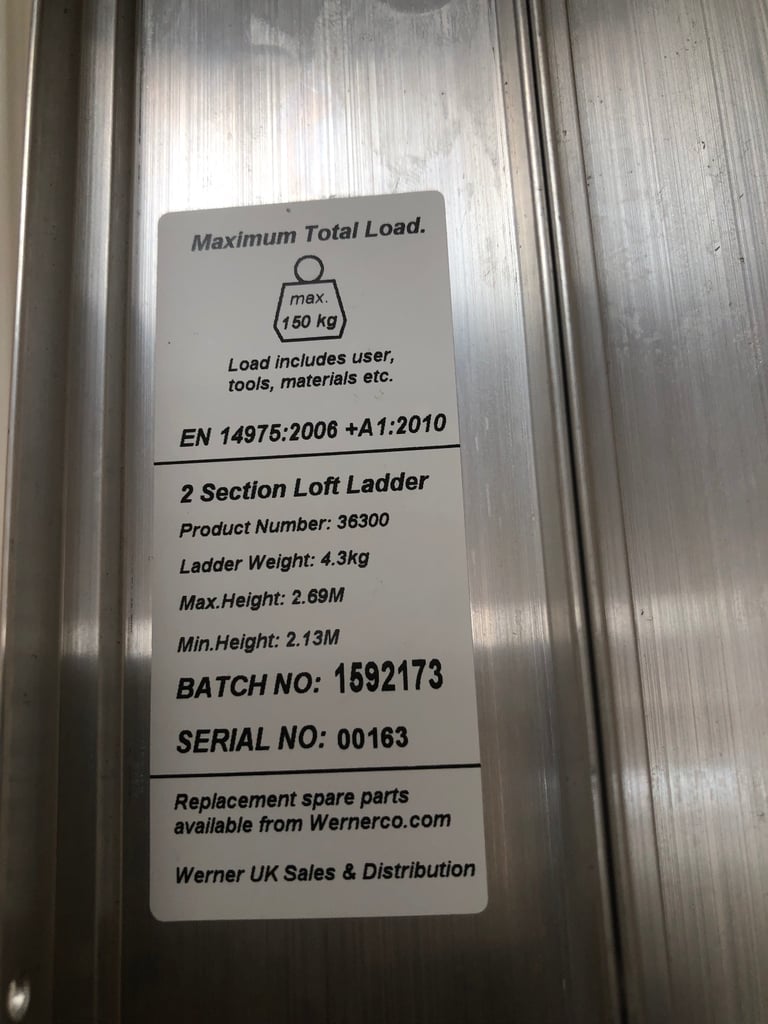 Maximum Total Load.
max.
150 kg
Load includes user,
tools, materials etc.
EN 14975:2006 +A1:2010
2 Section Loft Ladder
Product Number: 36300
Ladder Weight: 4.3kg
Max.Height: 2.69M
Min.Height: 2.13M
BATCH NO: 1592173
SERIAL NO: 00163
Replacement spare parts
available from Wernerco.com
Werner UK Sales & Distribution